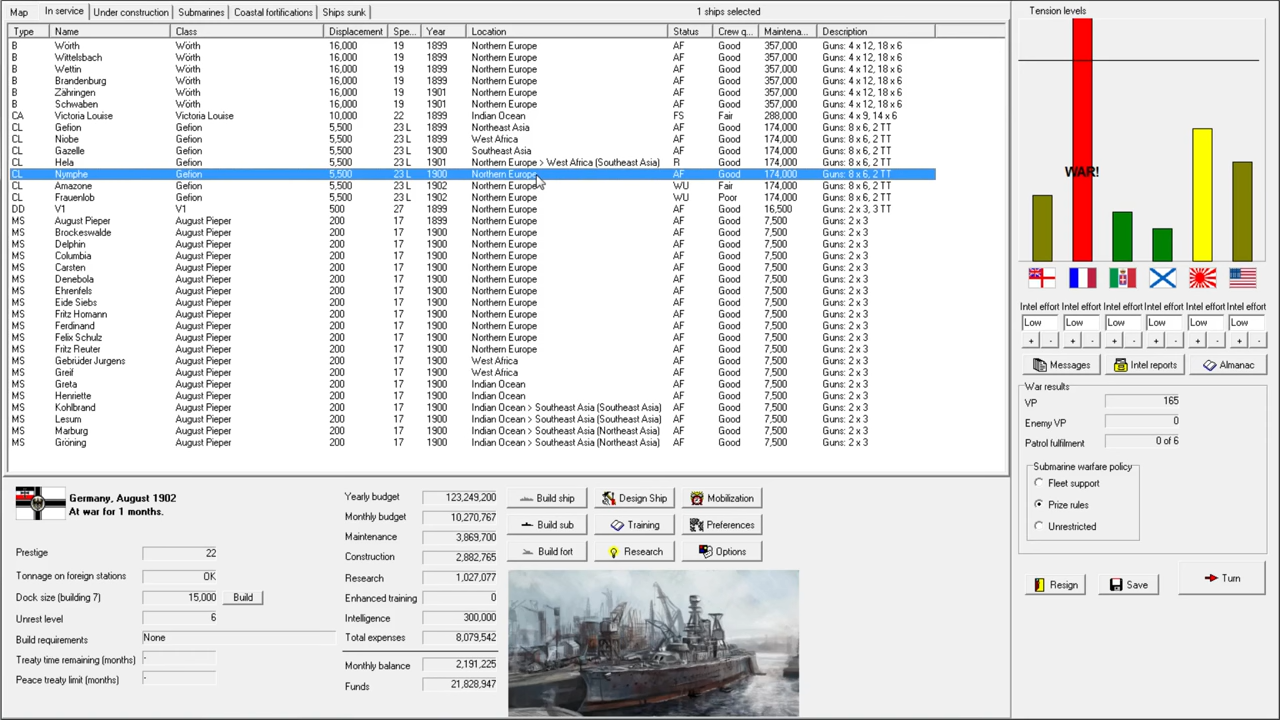 Map In service Under construction Submarines Coastal fortifications Ships sunk 1 ships selected
Type Name Class Displacement Spe... Year Location Status Crew q... Maintena... Description
B Wörth Wörth 16,000 19 1899 Northern Europe AF Good 357,000 Guns: 4 x 12, 18 x 6
B Wittelsbach Wörth 16,000 19 1899 Northern Europe AF Good 357,000 Guns: 4 x 12, 18 x 6
B Wettin Wörth 16,000 19 1899 Northern Europe AF Good 357,000 Guns: 4 x 12, 18 x 6
B Brandenburg Wörth 16,000 19 1899 Northern Europe AF Good 357,000 Guns: 4 x 12, 18 x 6
B Zähringen Wörth 16,000 19 1901 Northern Europe AF Good 357,000 Guns: 4 x 12, 18 x 6
B Schwaben Wörth 16,000 19 1901 Northern Europe AF Good 357,000 Guns: 4 x 12, 18 x 6
CA Victoria Louise Victoria Louise 10,000 22 1899 Indian Ocean FS Fair 288,000 Guns: 4 x 9, 14 x 6
CL Gefion Gefion 5,500 23 L 1899 Northeast Asia AF Good 174,000 Guns: 8 x 6, 2 TT
CL Niobe Gefion 5,500 23 L 1899 West Africa AF Good 174,000 Guns: 8 x 6, 2 TT
CL Gazelle Gefion 5,500 23 L 1900 Southeast Asia AF Good 174,000 Guns: 8 x 6, 2 TT
CL Hela Gefion 5,500 23 L 1901 Northern Europe > West Africa (Southeast Asia) R Good 174,000 Guns: 8 x 6, 2 TT
CL Nymphe Gefion 5,500 23 L 1900 Northern Europe AF Good 174,000 Guns: 8 x 6, 2 TT
CL Amazone Gefion 5,500 23 L 1902 Northern Europe WU Fair 174,000 Guns: 8 x 6, 2 TT
CL Frauenlob Gefion 5,500 23 L 1902 Northern Europe WU Poor 174,000 Guns: 8 x 6, 2 TT
DD V1 V1 500 27 1899 Northern Europe AF Good 16,500 Guns: 2 x 3, 3 TT
MS August Pieper August Pieper 200 17 1899 Northern Europe AF Good 7,500 Guns: 2 x 3
MS Brockeswalde August Pieper 200 17 1900 Northern Europe AF Good 7,500 Guns: 2 x 3
MS Delphin August Pieper 200 17 1900 Northern Europe AF Good 7,500 Guns: 2 x 3
MS Columbia August Pieper 200 17 1900 Northern Europe AF Good 7,500 Guns: 2 x 3
MS Carsten August Pieper 200 17 1900 Northern Europe AF Good 7,500 Guns: 2 x 3
MS Denebola August Pieper 200 17 1900 Northern Europe AF Good 7,500 Guns: 2 x 3
MS Ehrenfels August Pieper 200 17 1900 Northern Europe AF Good 7,500 Guns: 2 x 3
MS Eide Siebs August Pieper 200 17 1900 Northern Europe AF Good 7,500 Guns: 2 x 3
MS Fritz Homann August Pieper 200 17 1900 Northern Europe AF Good 7,500 Guns: 2 x 3
MS Ferdinand August Pieper 200 17 1900 Northern Europe AF Good 7,500 Guns: 2 x 3
MS Felix Schulz August Pieper 200 17 1900 Northern Europe AF Good 7,500 Guns: 2 x 3
MS Fritz Reuter August Pieper 200 17 1900 Northern Europe AF Good 7,500 Guns: 2 x 3
MS Gebrüder Jurgens August Pieper 200 17 1900 West Africa AF Good 7,500 Guns: 2 x 3
MS Greif August Pieper 200 17 1900 West Africa AF Good 7,500 Guns: 2 x 3
MS Greta August Pieper 200 17 1900 Indian Ocean AF Good 7,500 Guns: 2 x 3
MS Henriette August Pieper 200 17 1900 Indian Ocean AF Good 7,500 Guns: 2 x 3
MS Kohlbrand August Pieper 200 17 1900 Indian Ocean > Southeast Asia (Southeast Asia) AF Good 7,500 Guns: 2 x 3
MS Lesum August Pieper 200 17 1900 Indian Ocean > Southeast Asia (Southeast Asia) AF Good 7,500 Guns: 2 x 3
MS Marburg August Pieper 200 17 1900 Indian Ocean > Southeast Asia (Northeast Asia) AF Good 7,500 Guns: 2 x 3
MS Gröning August Pieper 200 17 1900 Indian Ocean > Southeast Asia (Northeast Asia) AF Good 7,500 Guns: 2 x 3
Germany, August 1902
At war for 1 months.
Prestige 22
Tonnage on foreign stations OK
Dock size (building 7) 15,000 Build
Unrest level 6
Build requirements None
Treaty time remaining (months) -
Peace treaty limit (months) -
Yearly budget 123,249,200
Monthly budget 10,270,767
Maintenance 3,869,700
Construction 2,882,765
Research 1,027,077
Enhanced training 0
Intelligence 300,000
Total expenses 8,079,542
Monthly balance 2,191,225
Funds 21,828,947
Build ship Design Ship Mobilization
Build sub Training Preferences
Build fort Research Options
Tension levels
WAR!
Intel effort Intel effort Intel effort Intel effort Intel effort Intel effort
Low Low Low Low Low Low
+ - + - + - + - + - + -
Messages Intel reports Almanac
War results
VP 165
Enemy VP 0
Patrol fulfilment 0 of 6
Submarine warfare policy
Fleet support
Prize rules
Unrestricted
Resign Save Turn